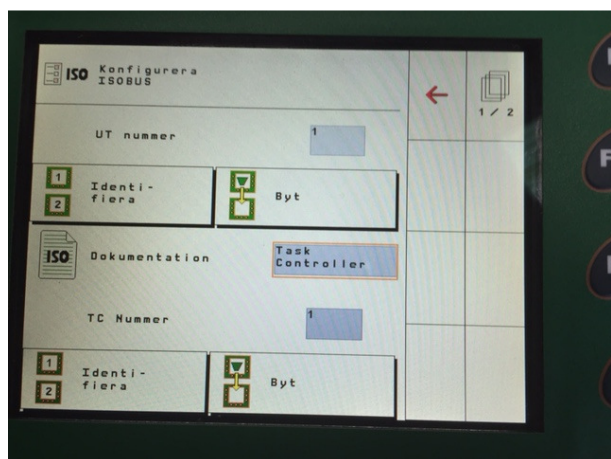 ISO Konfigurera
ISOBUS
1 / 2
UT nummer
1
1
2
Identi-
fiera
Byt
ISO
Dokumentation
Task
Controller
TC Nummer
1
1
2
Identi-
fiera
Byt